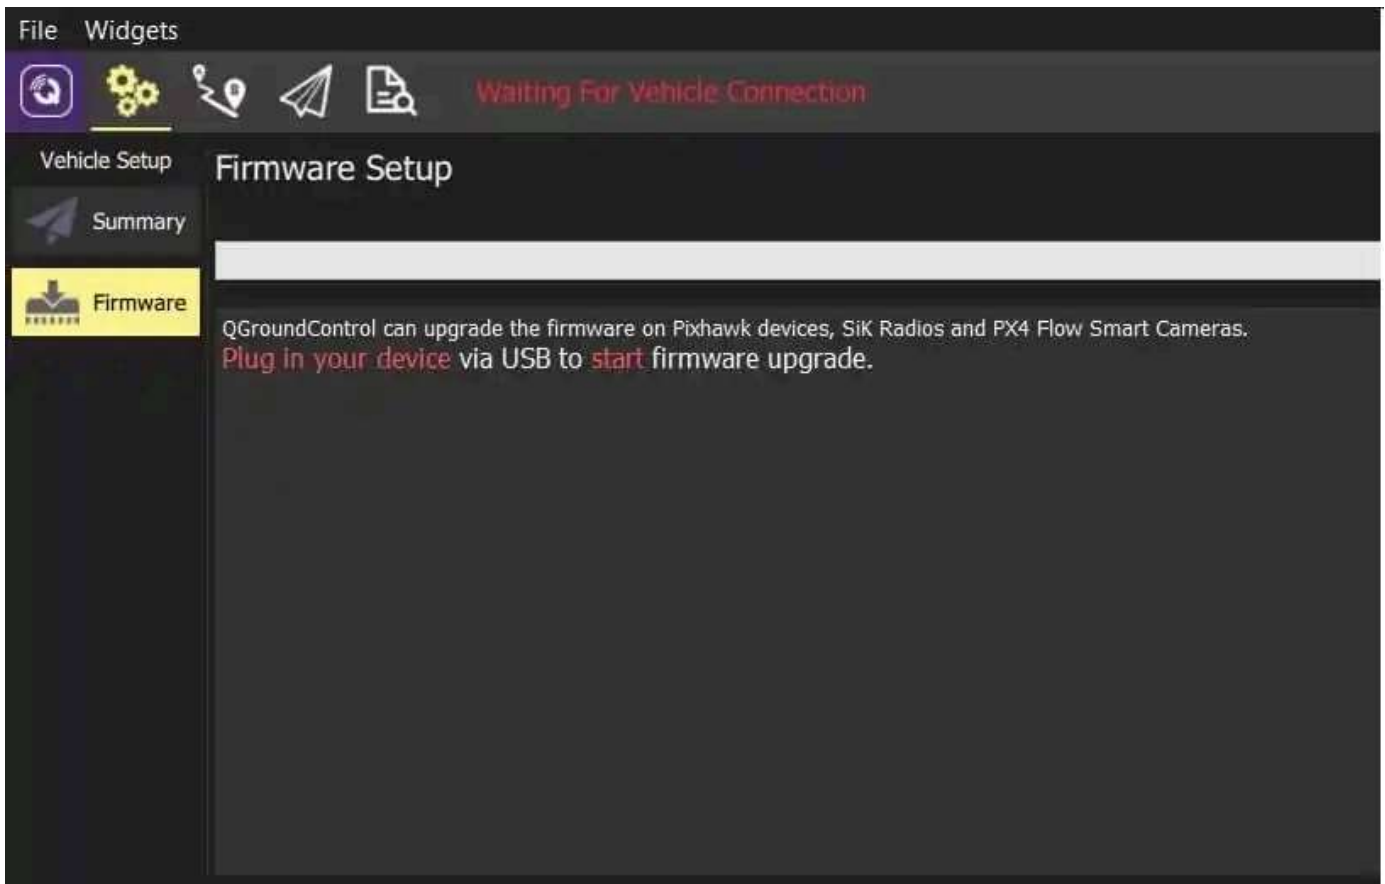 File Widgets
Waiting For Vehicle Connection
Vehicle Setup
Firmware Setup
Summary
Firmware
QGroundControl can upgrade the firmware on Pixhawk devices, SiK Radios and PX4 Flow Smart Cameras.
Plug in your device via USB to start firmware upgrade.